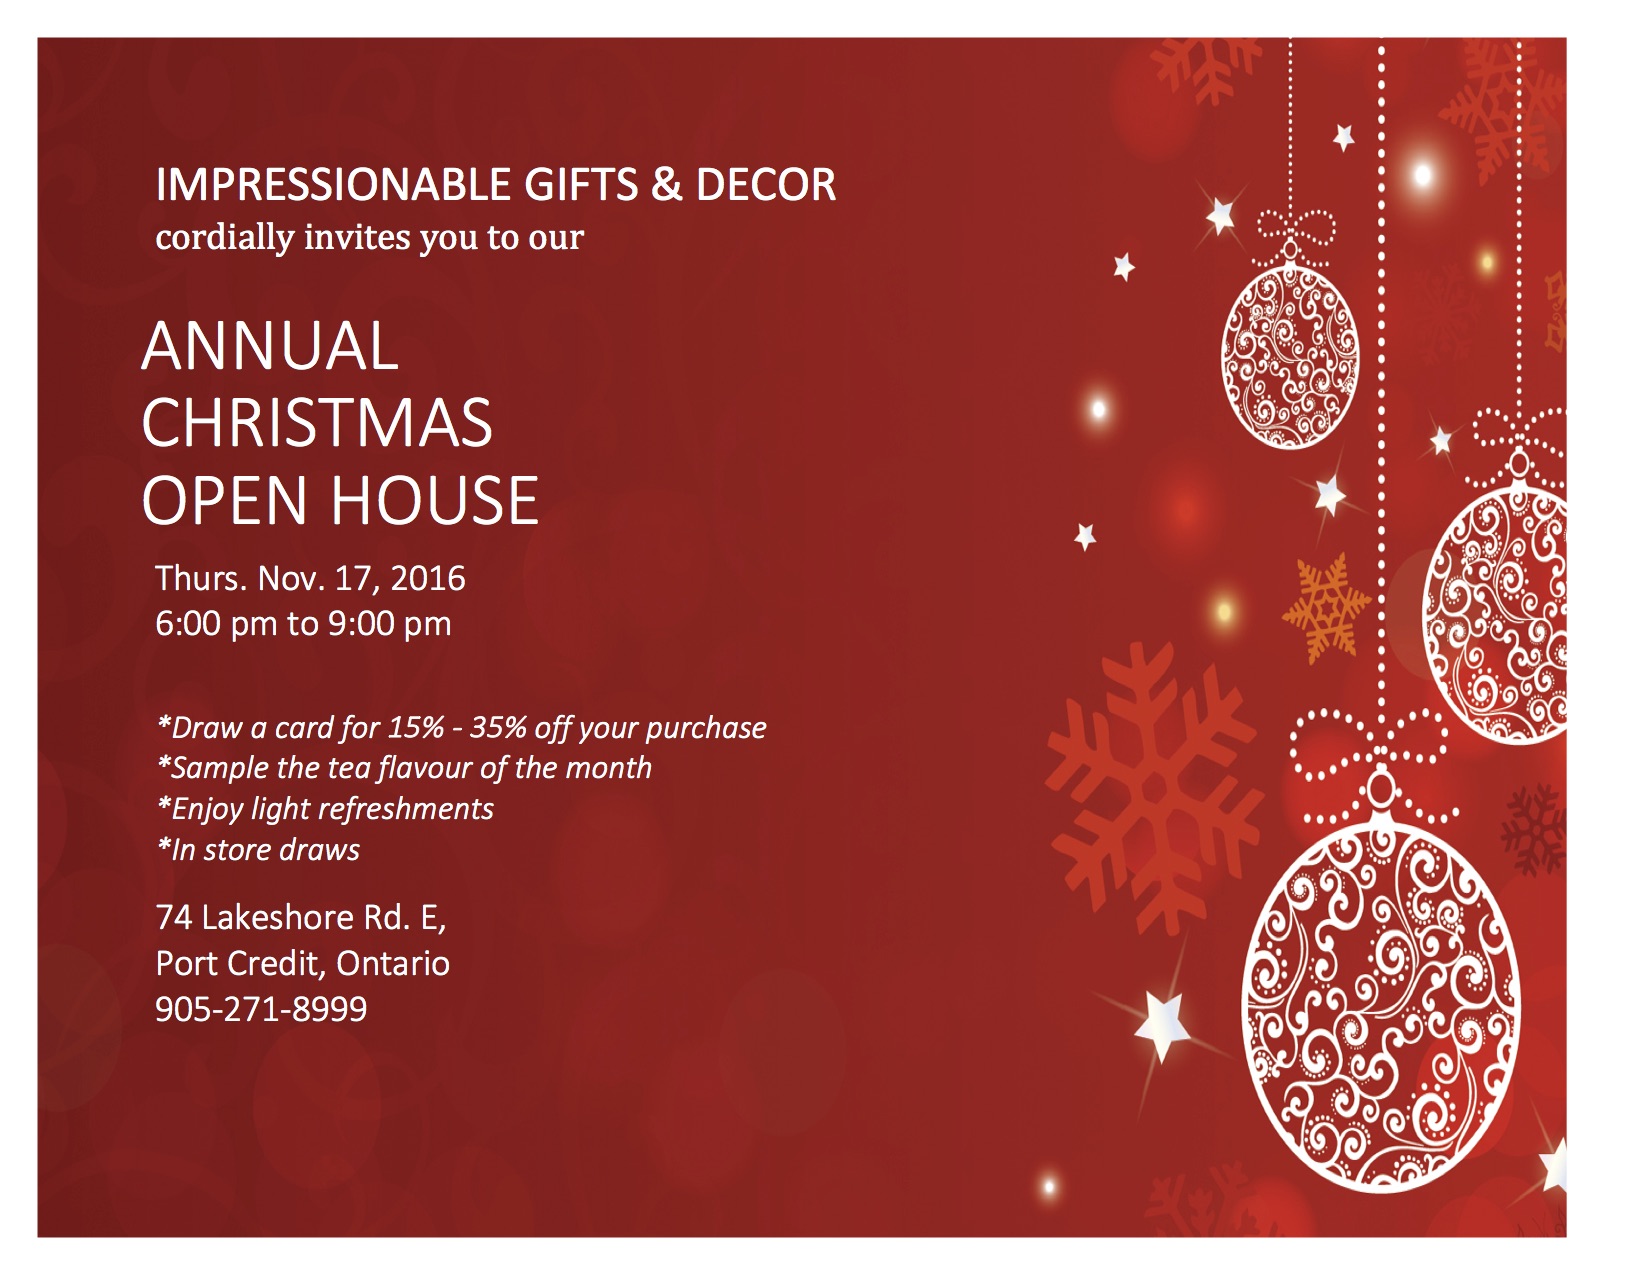 IMPRESSIONABLE GIFTS & DECOR
cordially invites you to our
ANNUAL
CHRISTMAS
OPEN HOUSE
Thurs. Nov. 17, 2016
6:00 pm to 9:00 pm
*Draw a card for 15% - 35% off your purchase
*Sample the tea flavour of the month
*Enjoy light refreshments
*In store draws
74 Lakeshore Rd. E,
Port Credit, Ontario
905-271-8999